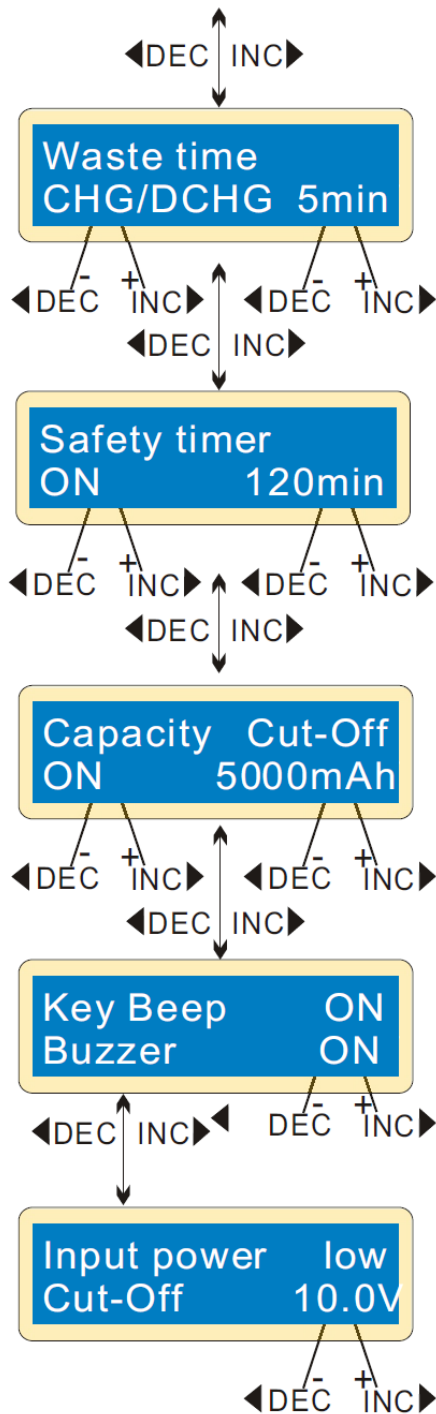 ◀DEC INC▶
Waste time
CHG/DCHG 5min
- + - +
◀DEC INC▶ ◀DEC INC▶
◀DEC INC▶
Safety timer
ON 120min
- + - +
◀DEC INC▶ ◀DEC INC▶
◀DEC INC▶
Capacity Cut-Off
ON 5000mAh
- + - +
◀DEC INC▶ ◀DEC INC▶
◀DEC INC▶
Key Beep ON
Buzzer ON
- +
◀DEC INC▶ ◀ DEC INC▶
Input power low
Cut-Off 10.0V
- +
◀DEC INC▶